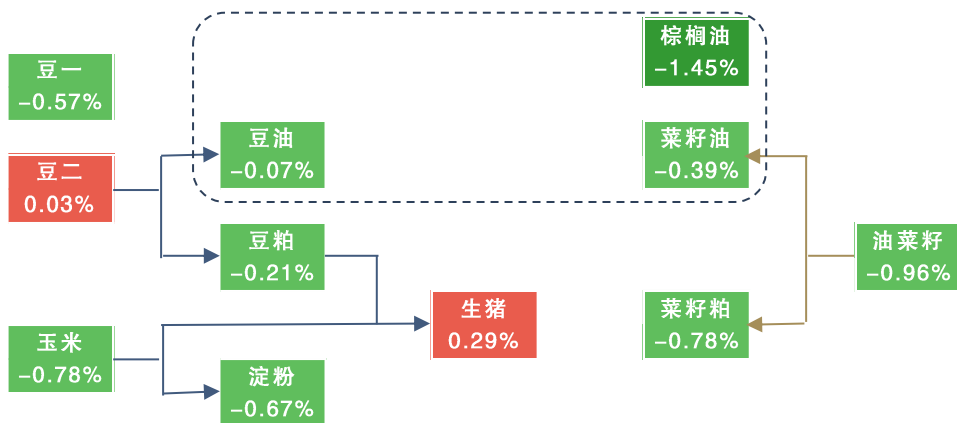 棕榈油
-1.45%
豆一
-0.57%
豆油
-0.07%
菜籽油
-0.39%
豆二
0.03%
豆粕
-0.21%
油菜籽
-0.96%
生猪
0.29%
菜籽粕
-0.78%
玉米
-0.78%
淀粉
-0.67%